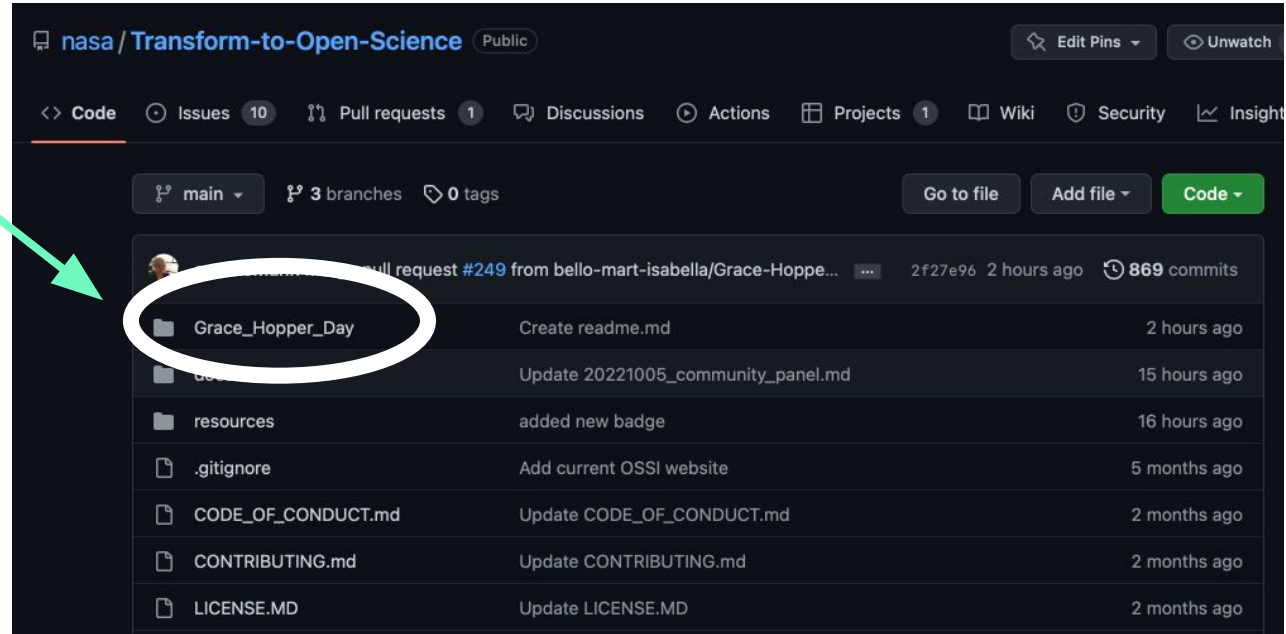 nasa / Transform-to-Open-Science Public Edit Pins Unwatch
Code Issues 10 Pull requests 1 Discussions Actions Projects 1 Wiki Security Insight
main 3 branches 0 tags Go to file Add file Code
pull request #249 from bello-mart-isabella/Grace-Hoppe... ... 2f27e96 2 hours ago 869 commits
Grace_Hopper_Day Create readme.md 2 hours ago
Update 20221005_community_panel.md 15 hours ago
resources added new badge 16 hours ago
.gitignore Add current OSSI website 5 months ago
CODE_OF_CONDUCT.md Update CODE_OF_CONDUCT.md 2 months ago
CONTRIBUTING.md Update CONTRIBUTING.md 2 months ago
LICENSE.MD Update LICENSE.MD 2 months ago